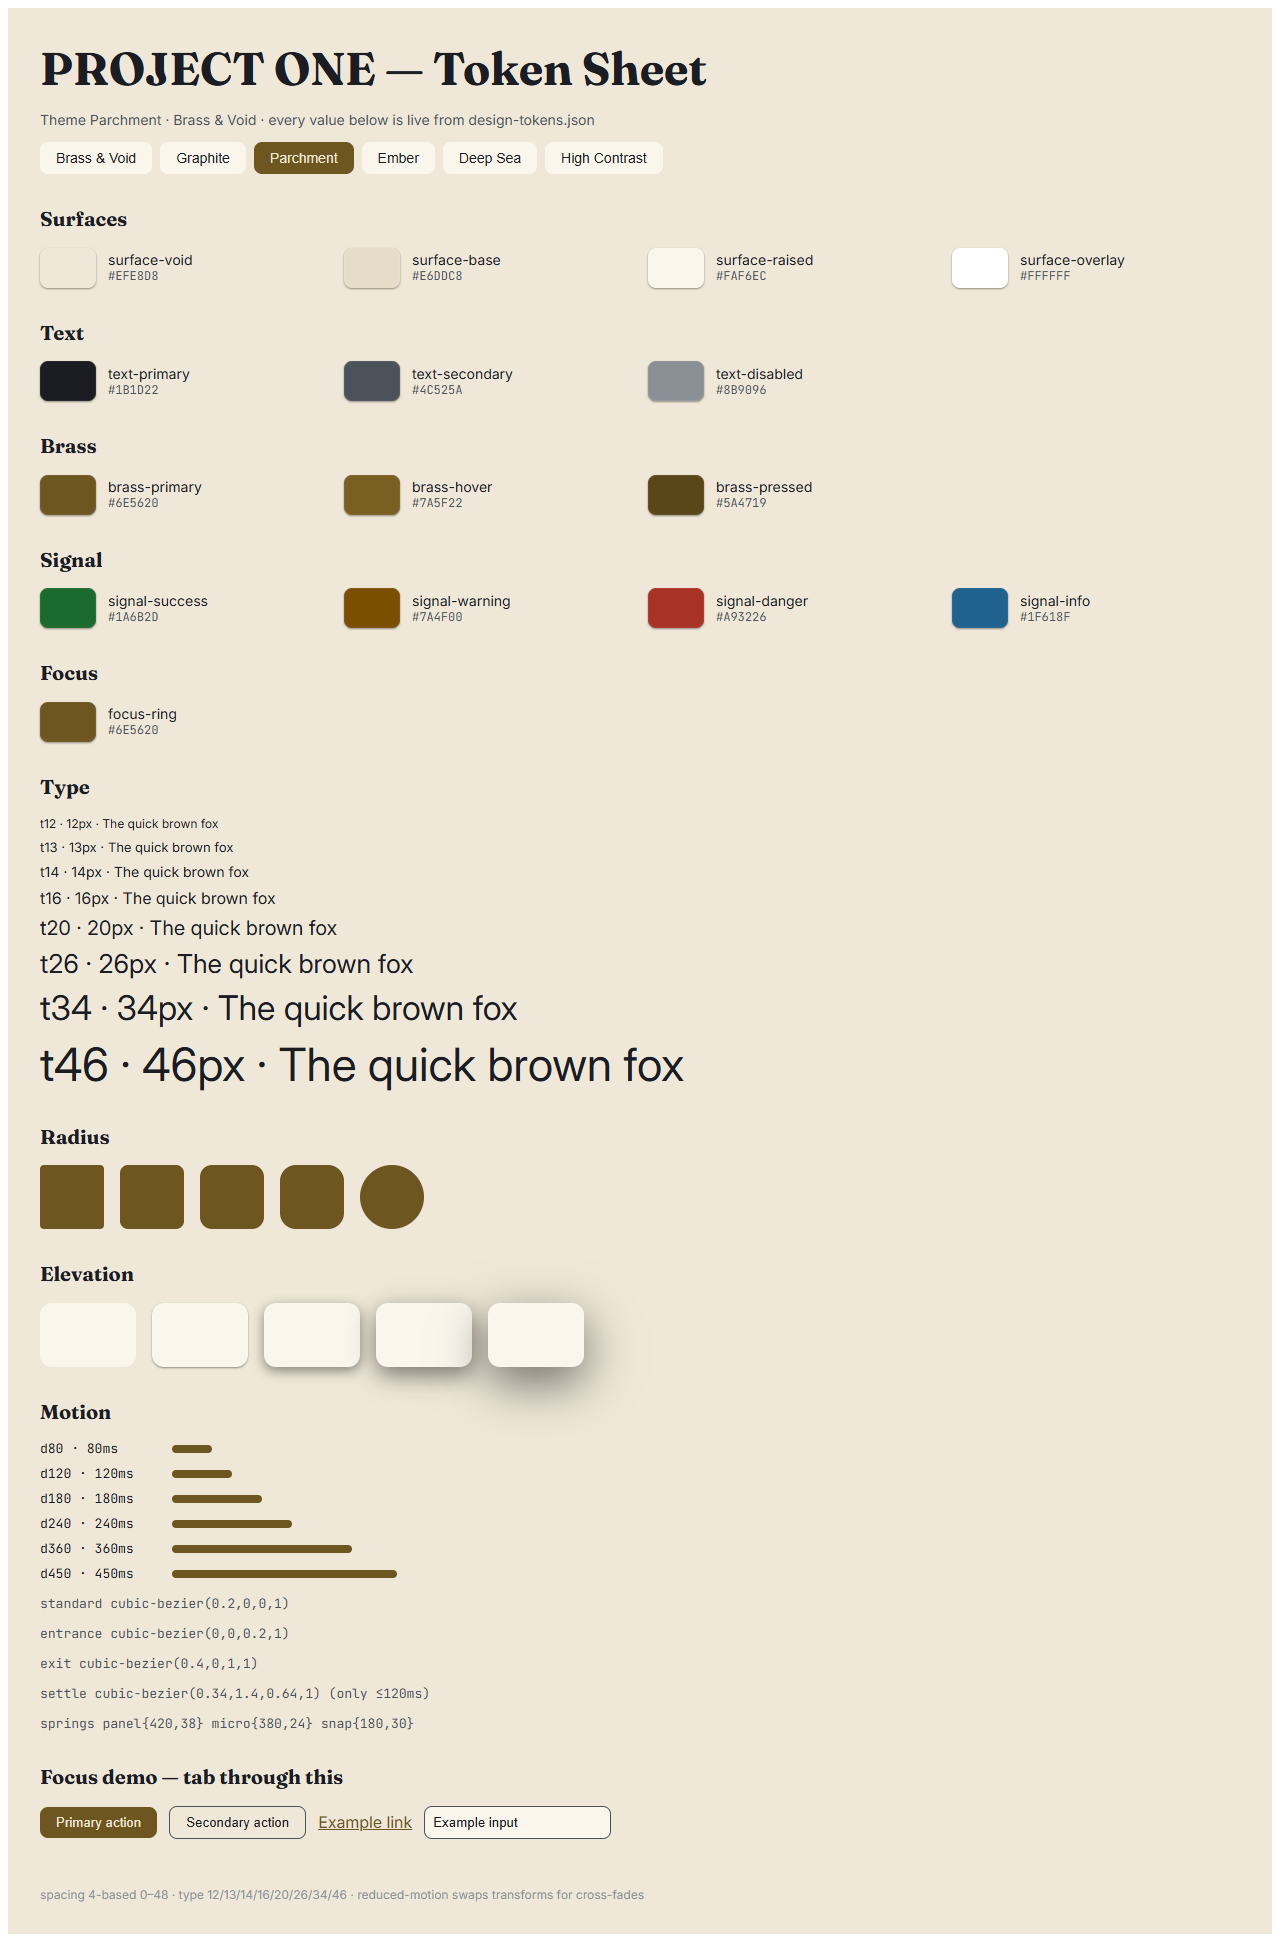 PROJECT ONE — Token Sheet
Theme Parchment · Brass & Void · every value below is live from design-tokens.json
Brass & Void Graphite Parchment Ember Deep Sea High Contrast
Surfaces
surface-void surface-base surface-raised surface-overlay
#EFE8D8 #E6DDC8 #FAF6EC #FFFFFF
Text
text-primary text-secondary text-disabled
#1B1D22 #4C525A #8B9096
Brass
brass-primary brass-hover brass-pressed
#6E5620 #7A5F22 #5A4719
Signal
signal-success signal-warning signal-danger signal-info
#1A6B2D #7A4F00 #A93226 #1F618F
Focus
focus-ring
#6E5620
Type
t12 · 12px · The quick brown fox
t13 · 13px · The quick brown fox
t14 · 14px · The quick brown fox
t16 · 16px · The quick brown fox
t20 · 20px · The quick brown fox
t26 · 26px · The quick brown fox
t34 · 34px · The quick brown fox
t46 · 46px · The quick brown fox
Radius
Elevation
Motion
d80 · 80ms
d120 · 120ms
d180 · 180ms
d240 · 240ms
d360 · 360ms
d450 · 450ms
standard cubic-bezier(0.2,0,0,1)
entrance cubic-bezier(0,0,0.2,1)
exit cubic-bezier(0.4,0,1,1)
settle cubic-bezier(0.34,1.4,0.64,1) (only ≤120ms)
springs panel{420,38} micro{380,24} snap{180,30}
Focus demo — tab through this
Primary action Secondary action Example link Example input
spacing 4-based 0–48 · type 12/13/14/16/20/26/34/46 · reduced-motion swaps transforms for cross-fades